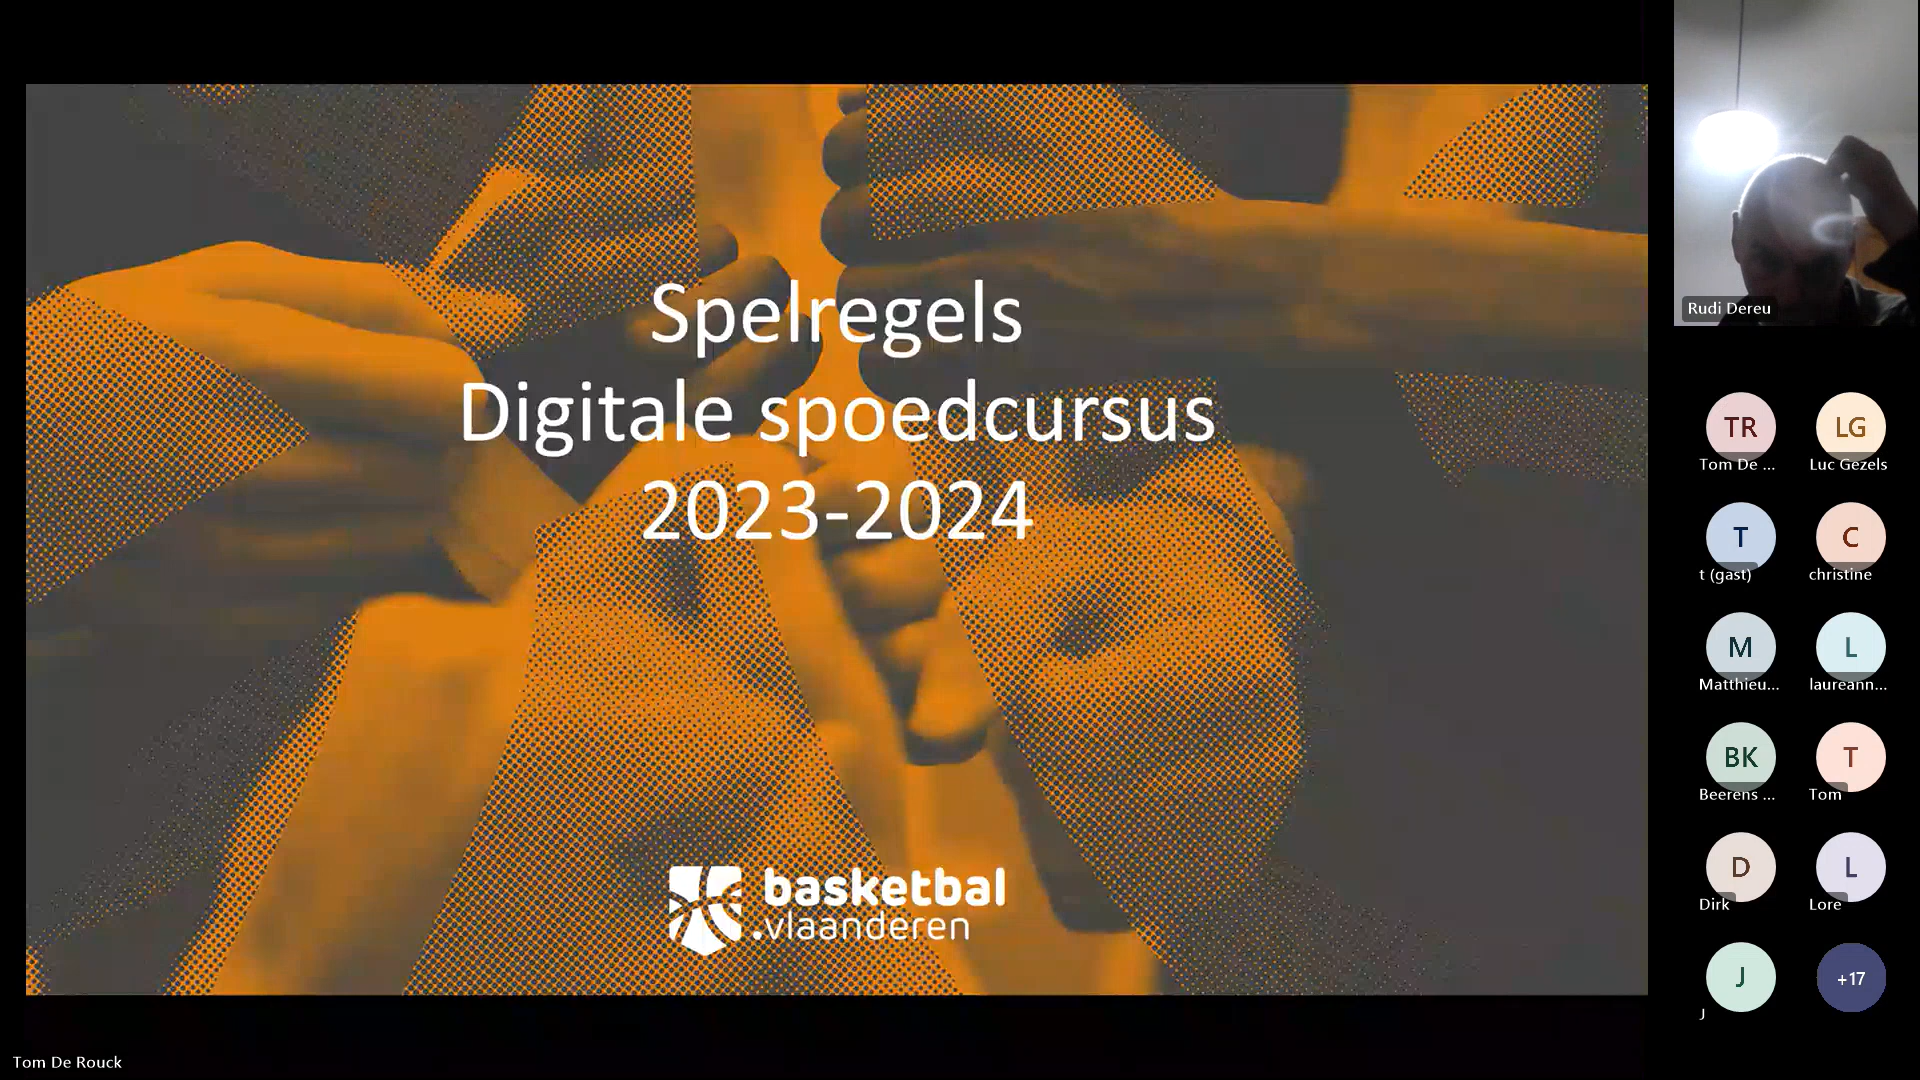 Spelregels
Digitale spoedcursus
2023-2024
basketbal
.vlaanderen
Rudi Dereu
TR
Tom De ...
LG
Luc Gezels
T
t (gast)
C
christine
M
Matthieu...
L
laureann...
BK
Beerens ...
T
Tom
D
Dirk
L
Lore
J
J
+17
Tom De Rouck